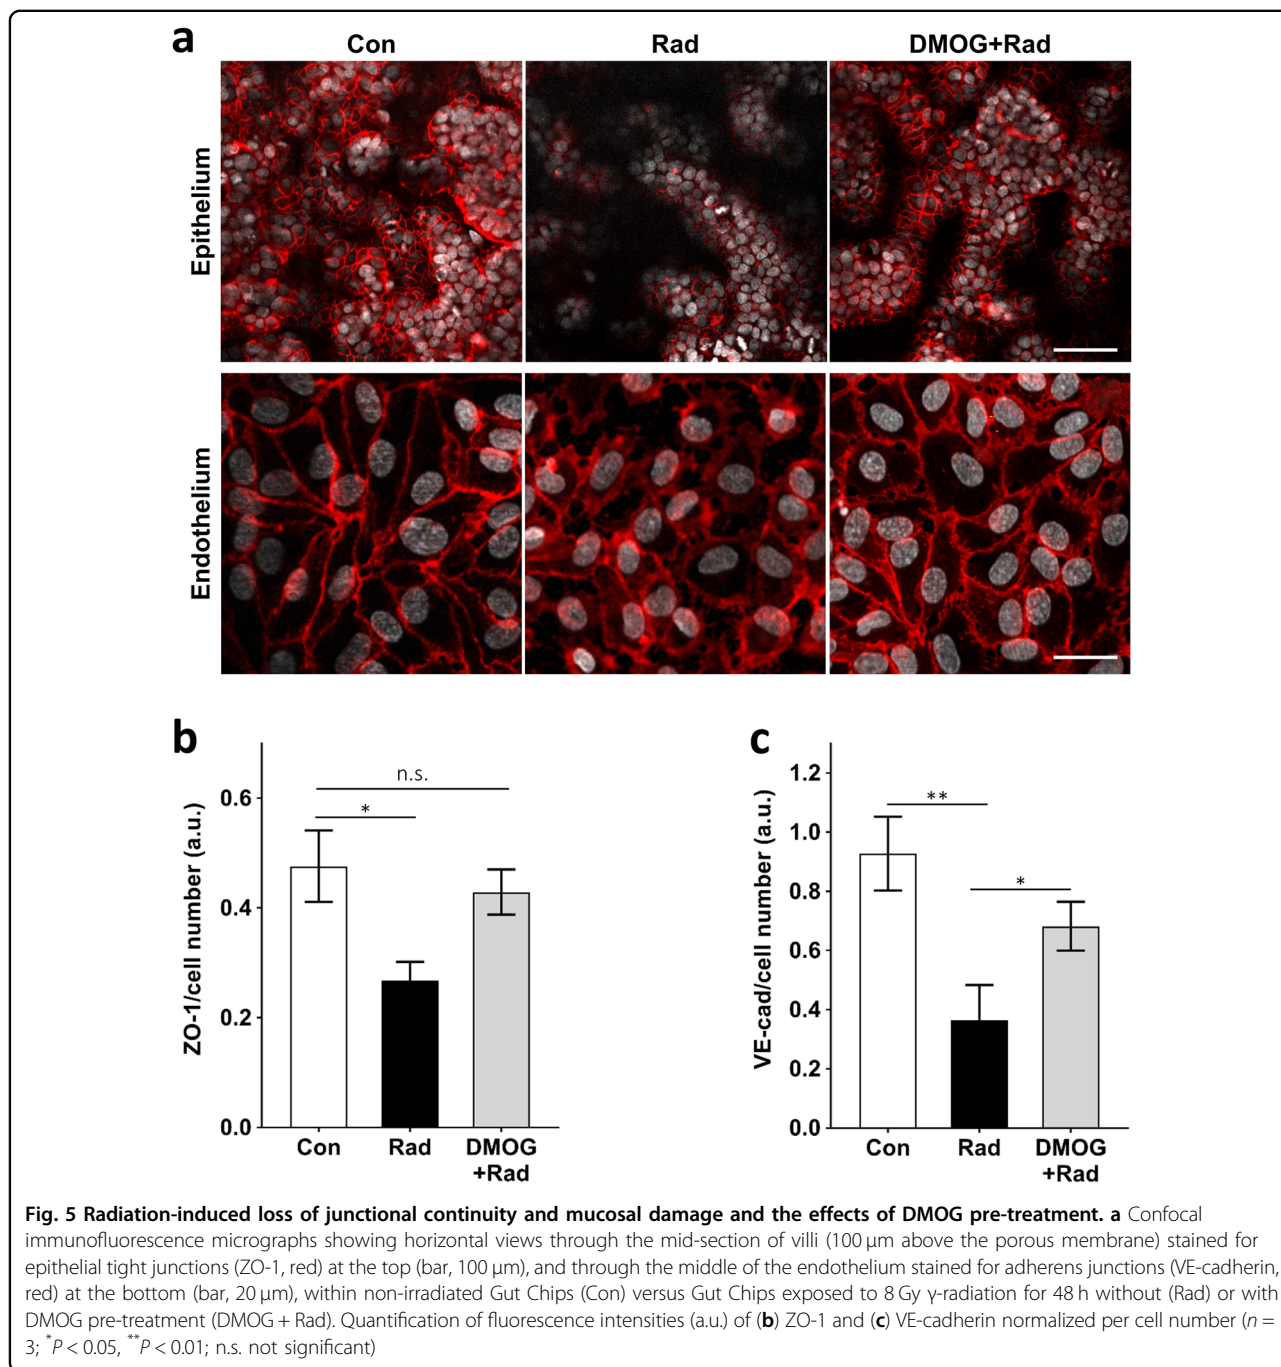 a
Con Rad DMOG+Rad
Epithelium
Endothelium
b
n.s.
*
ZO-1/cell number (a.u.)
0.6
0.4
0.2
0.0
Con Rad DMOG
+Rad
c
**
*
VE-cad/cell number (a.u.)
1.2
1.0
0.8
0.6
0.4
0.2
0.0
Con Rad DMOG
+Rad
Fig. 5 Radiation-induced loss of junctional continuity and mucosal damage and the effects of DMOG pre-treatment. a Confocal
immunofluorescence micrographs showing horizontal views through the mid-section of villi (100 μm above the porous membrane) stained for
epithelial tight junctions (ZO-1, red) at the top (bar, 100 μm), and through the middle of the endothelium stained for adherens junctions (VE-cadherin,
red) at the bottom (bar, 20 μm), within non-irradiated Gut Chips (Con) versus Gut Chips exposed to 8 Gy γ-radiation for 48 h without (Rad) or with
DMOG pre-treatment (DMOG + Rad). Quantification of fluorescence intensities (a.u.) of (b) ZO-1 and (c) VE-cadherin normalized per cell number (n =
3; *P < 0.05, **P < 0.01; n.s. not significant)